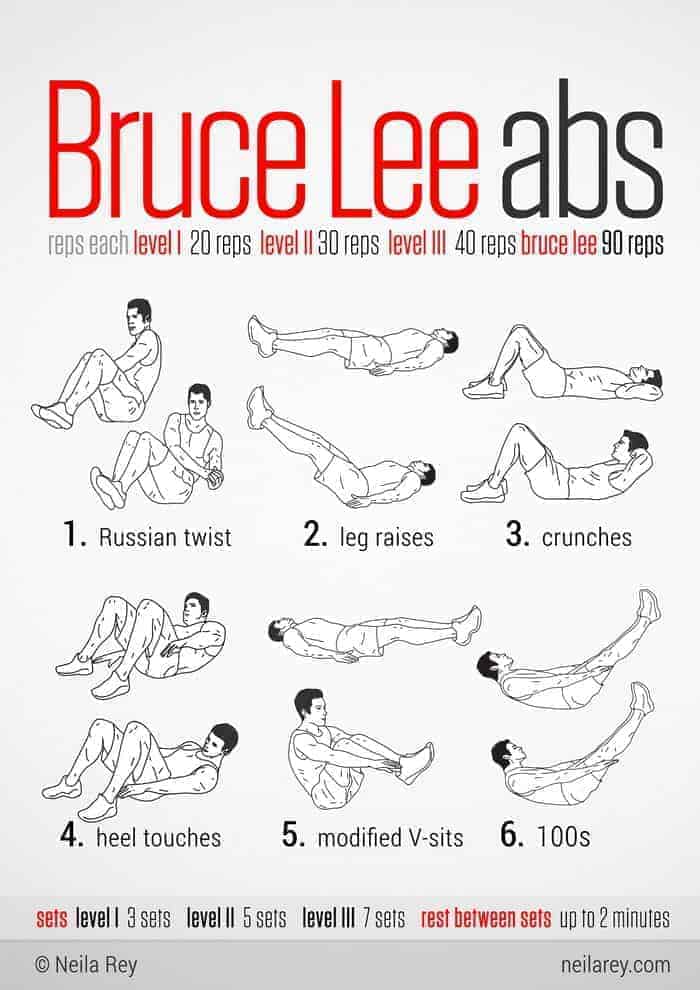 Bruce Lee abs
reps each level I 20 reps level II 30 reps level III 40 reps bruce lee 90 reps
1. Russian twist
2. leg raises
3. crunches
4. heel touches
5. modified V-sits
6. 100s
sets level I 3 sets level II 5 sets level III 7 sets rest between sets up to 2 minutes
© Neila Rey
neilarey.com